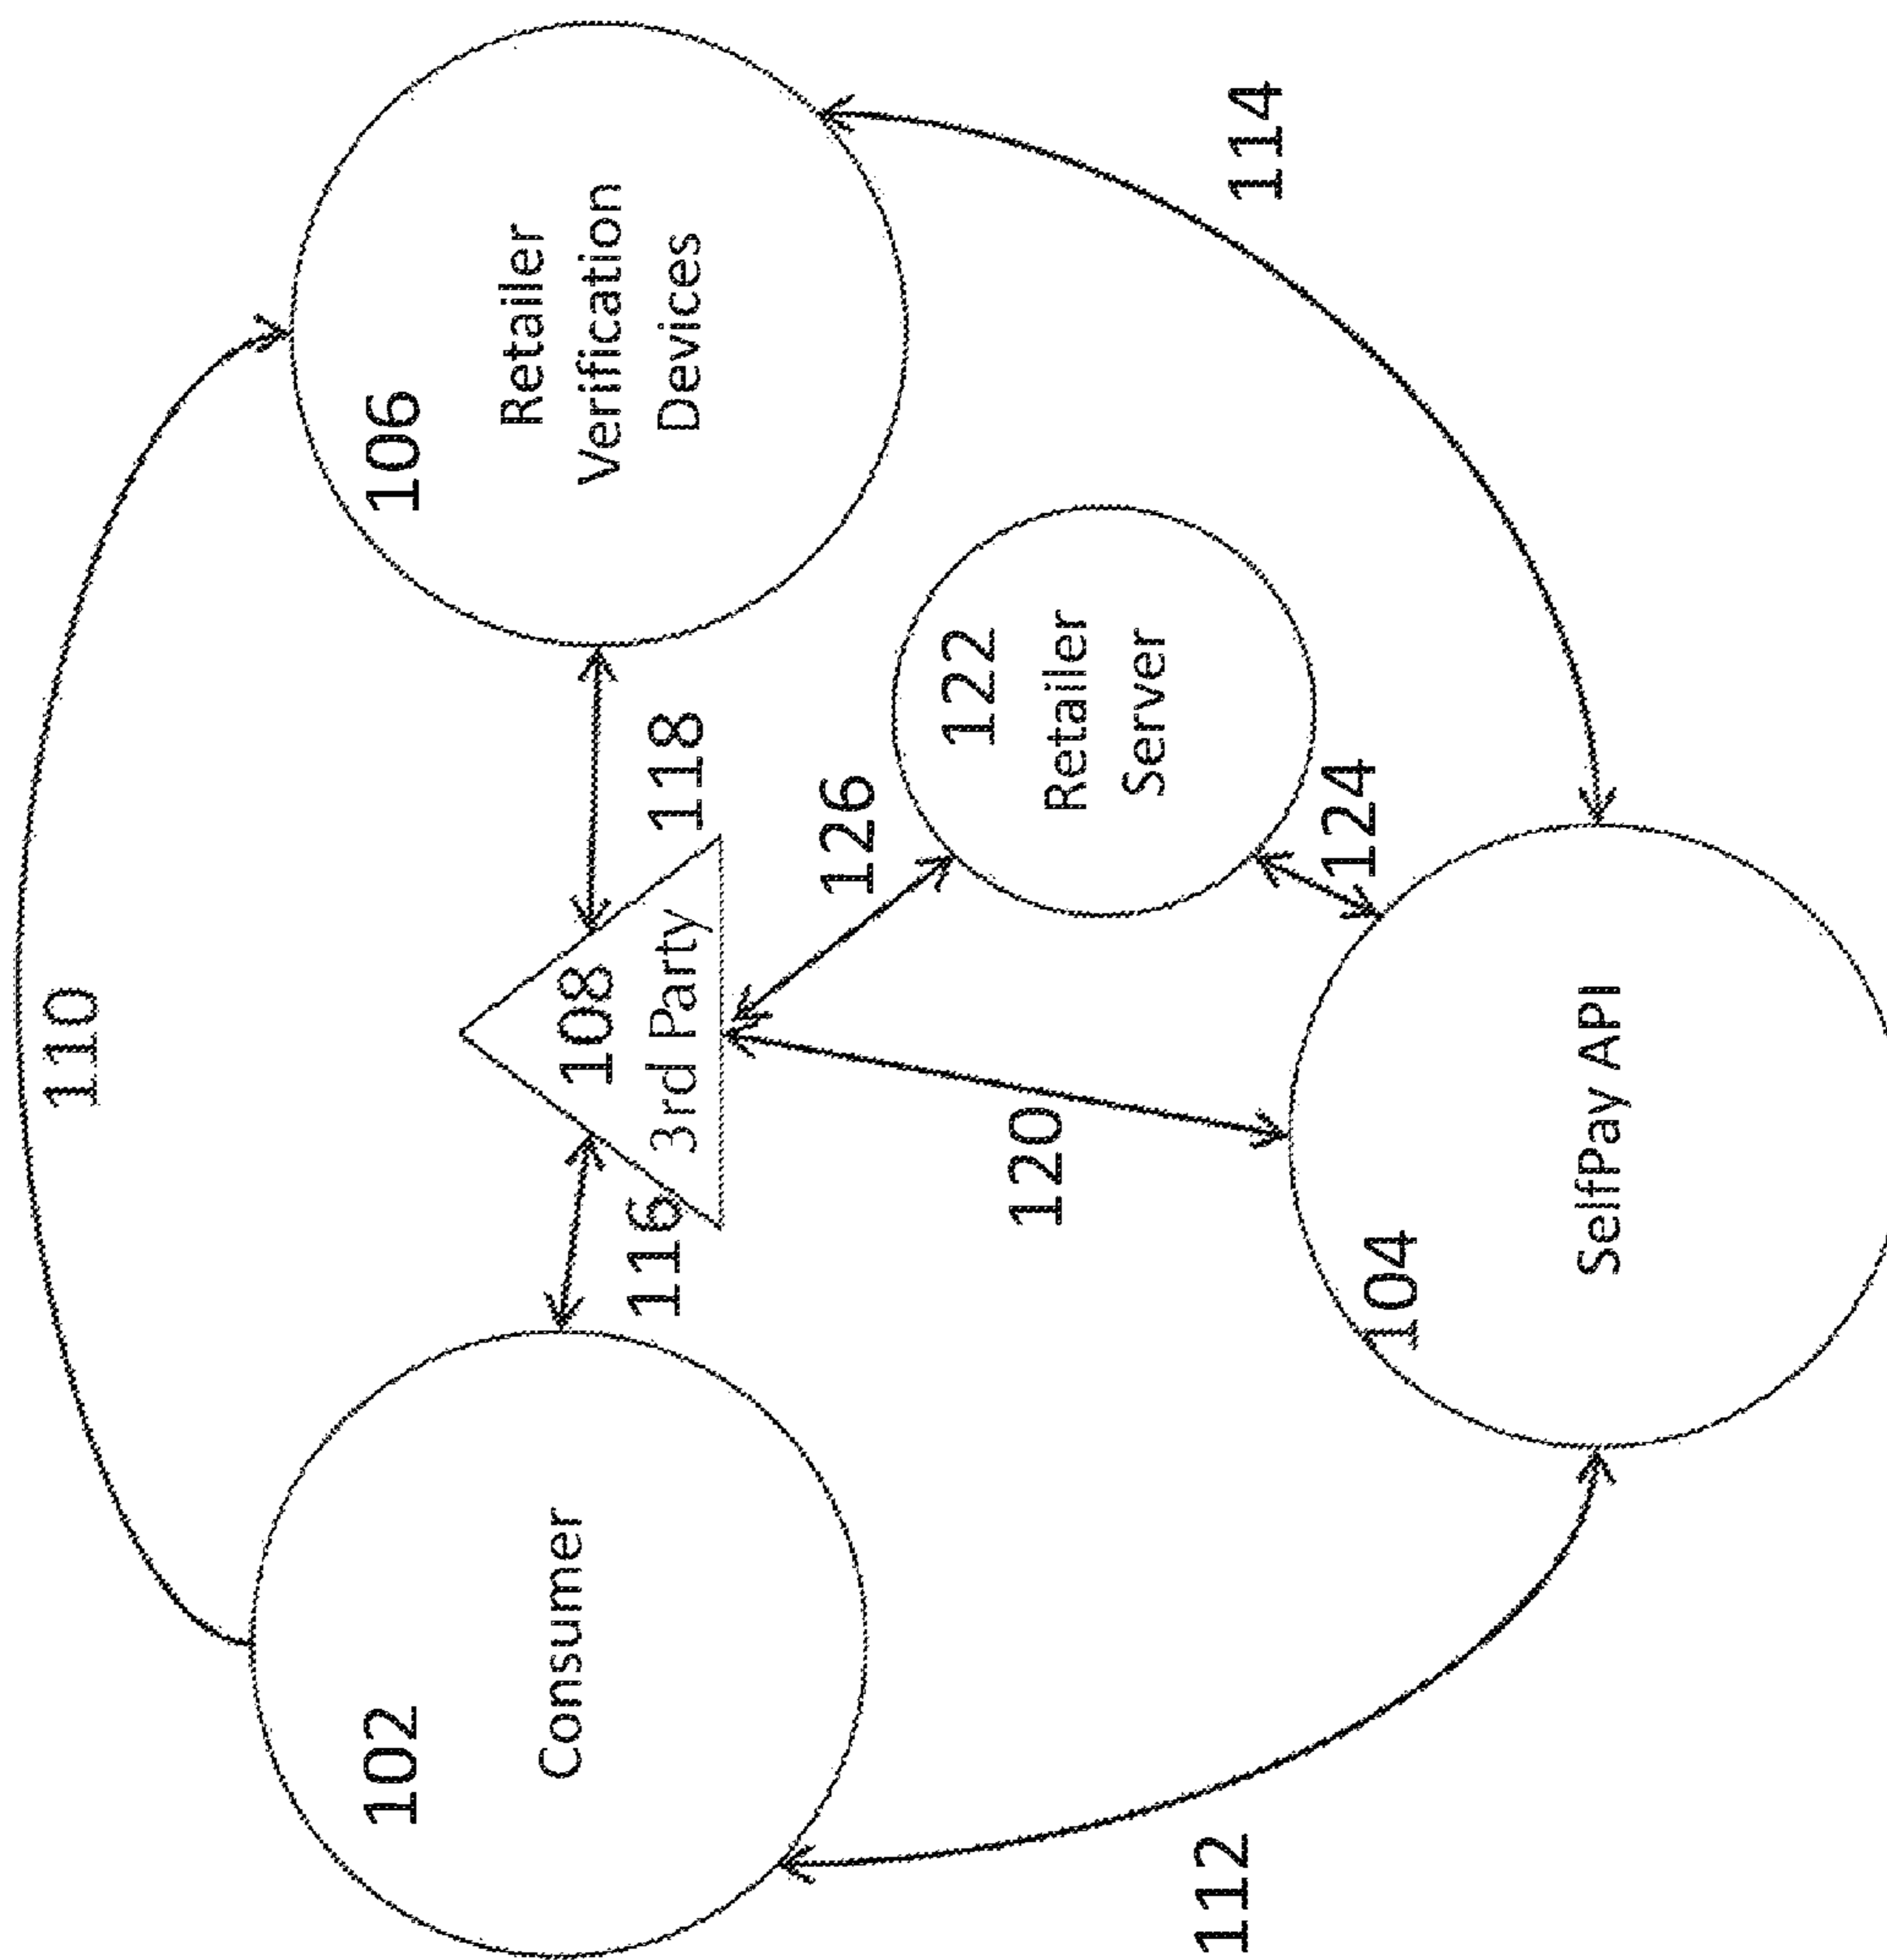 110
102
Consumer
106
Retailer
Verification
Devices
108
3rd Party
116
118
126
122
Retailer
Server
120
124
112
114
104
SelfPay API